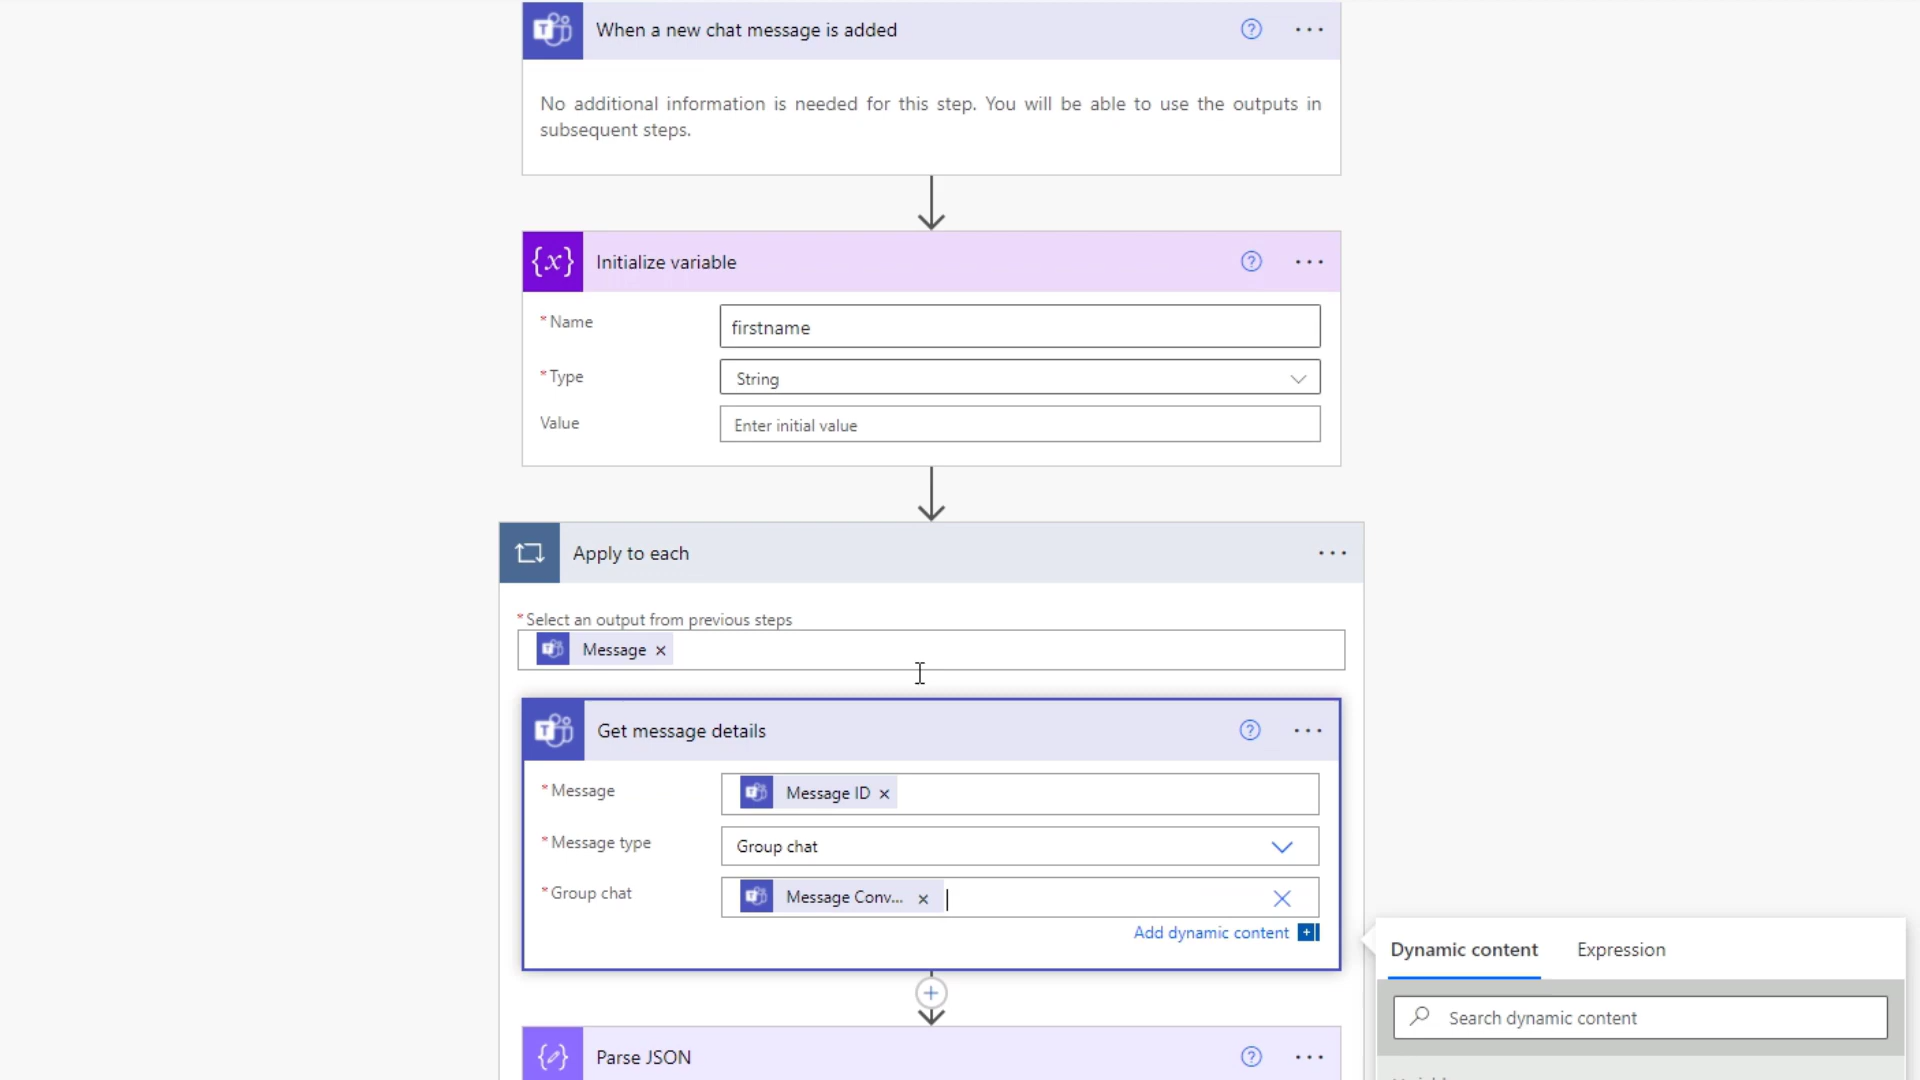 When a new chat message is added
No additional information is needed for this step. You will be able to use the outputs in
subsequent steps.
{x} Initialize variable
* Name
firstname
* Type
String
Value
Enter initial value
Apply to each
* Select an output from previous steps
Message ×
Get message details
* Message
Message ID ×
* Message type
Group chat
* Group chat
Message Conv... ×
Add dynamic content
Dynamic content Expression
Search dynamic content
Parse JSON